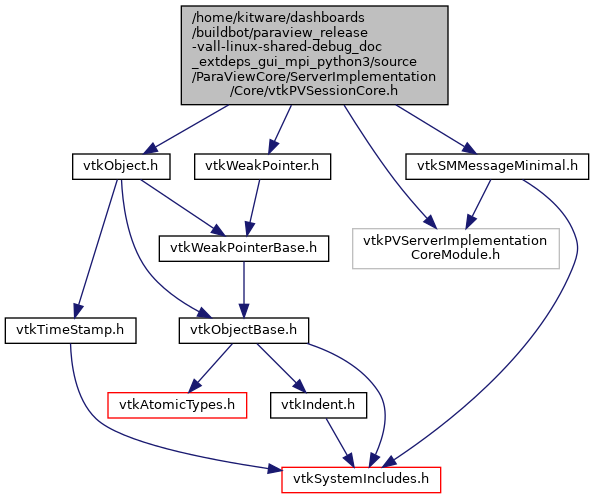 /home/kitware/dashboards
/buildbot/paraview_release
-vall-linux-shared-debug_doc
_extdeps_gui_mpi_python3/source
/ParaViewCore/ServerImplementation
/Core/vtkPVSessionCore.h
vtkObject.h
vtkWeakPointer.h
vtkSMMessageMinimal.h
vtkWeakPointerBase.h
vtkPVServerImplementation
CoreModule.h
vtkTimeStamp.h
vtkObjectBase.h
vtkAtomicTypes.h
vtkIndent.h
vtkSystemIncludes.h